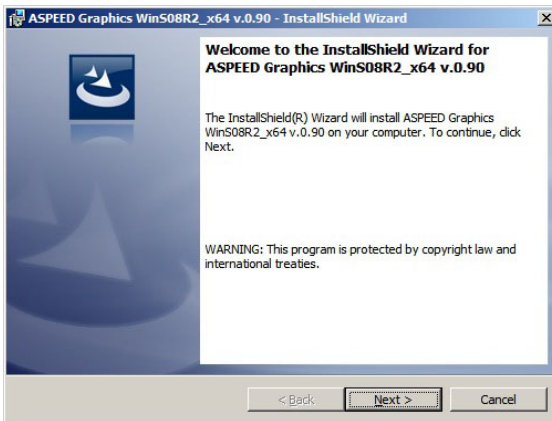 ASPEED Graphics WinS08R2_x64 v.0.90 - InstallShield Wizard
Welcome to the InstallShield Wizard for
ASPEED Graphics WinS08R2_x64 v.0.90
The InstallShield(R) Wizard will install ASPEED Graphics
WinS08R2_x64 v.0.90 on your computer. To continue, click
Next.
WARNING: This program is protected by copyright law and
international treaties.
< Back Next > Cancel